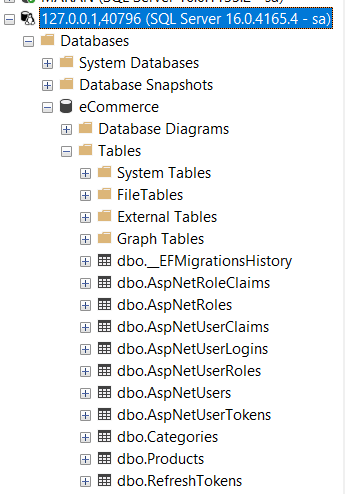 127.0.0.1,40796 (SQL Server 16.0.4165.4 - sa)
Databases
System Databases
Database Snapshots
eCommerce
Database Diagrams
Tables
System Tables
FileTables
External Tables
Graph Tables
dbo.__EFMigrationsHistory
dbo.AspNetRoleClaims
dbo.AspNetRoles
dbo.AspNetUserClaims
dbo.AspNetUserLogins
dbo.AspNetUserRoles
dbo.AspNetUsers
dbo.AspNetUserTokens
dbo.Categories
dbo.Products
dbo.RefreshTokens